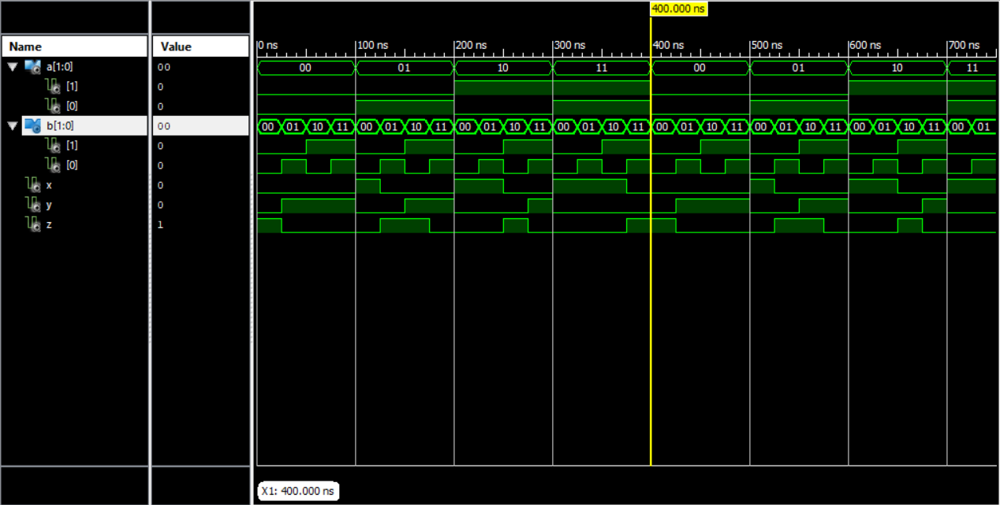 400.000 ns
Name Value
0 ns 100 ns 200 ns 300 ns 400 ns 500 ns 600 ns 700 ns
a[1:0] 00 00 01 10 11 00 01 10 11
[1] 0
[0] 0
b[1:0] 00 00 01 10 11 00 01 10 11 00 01 10 11 00 01 10 11 00 01 10 11 00 01 10 11 00 01 10 11 00 01
[1] 0
[0] 0
x 0
y 0
z 1
X1: 400.000 ns